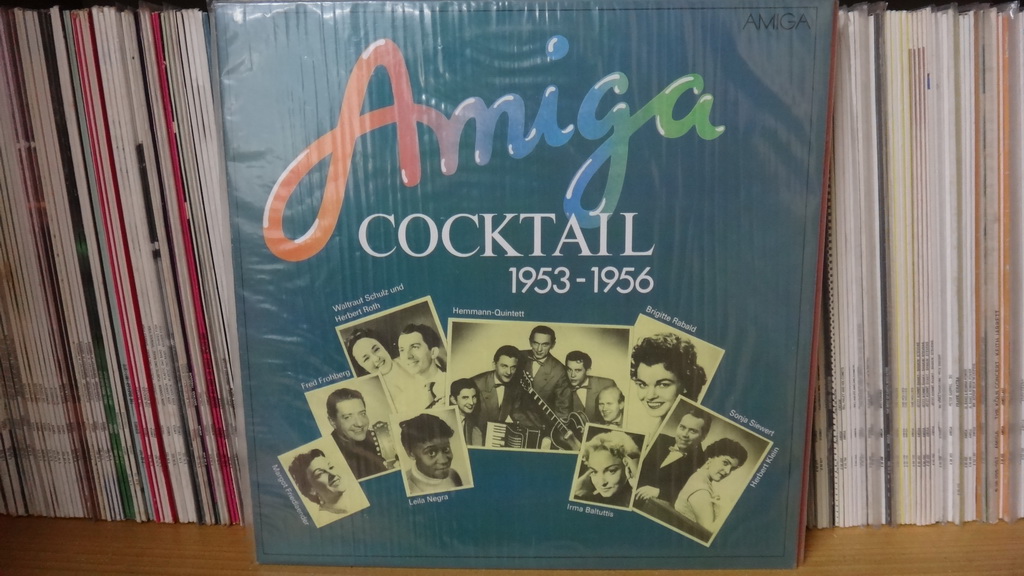 AMIGA
Amiga
COCKTAIL
1953-1956
Waltraut Schulz und
Herbert Roth
Hemmann-Quintett
Brigitte Rabald
Fred Frohberg
Sonja Siewert
Herbert Klein
Margot
Leila Negra
Irma Baltuttis